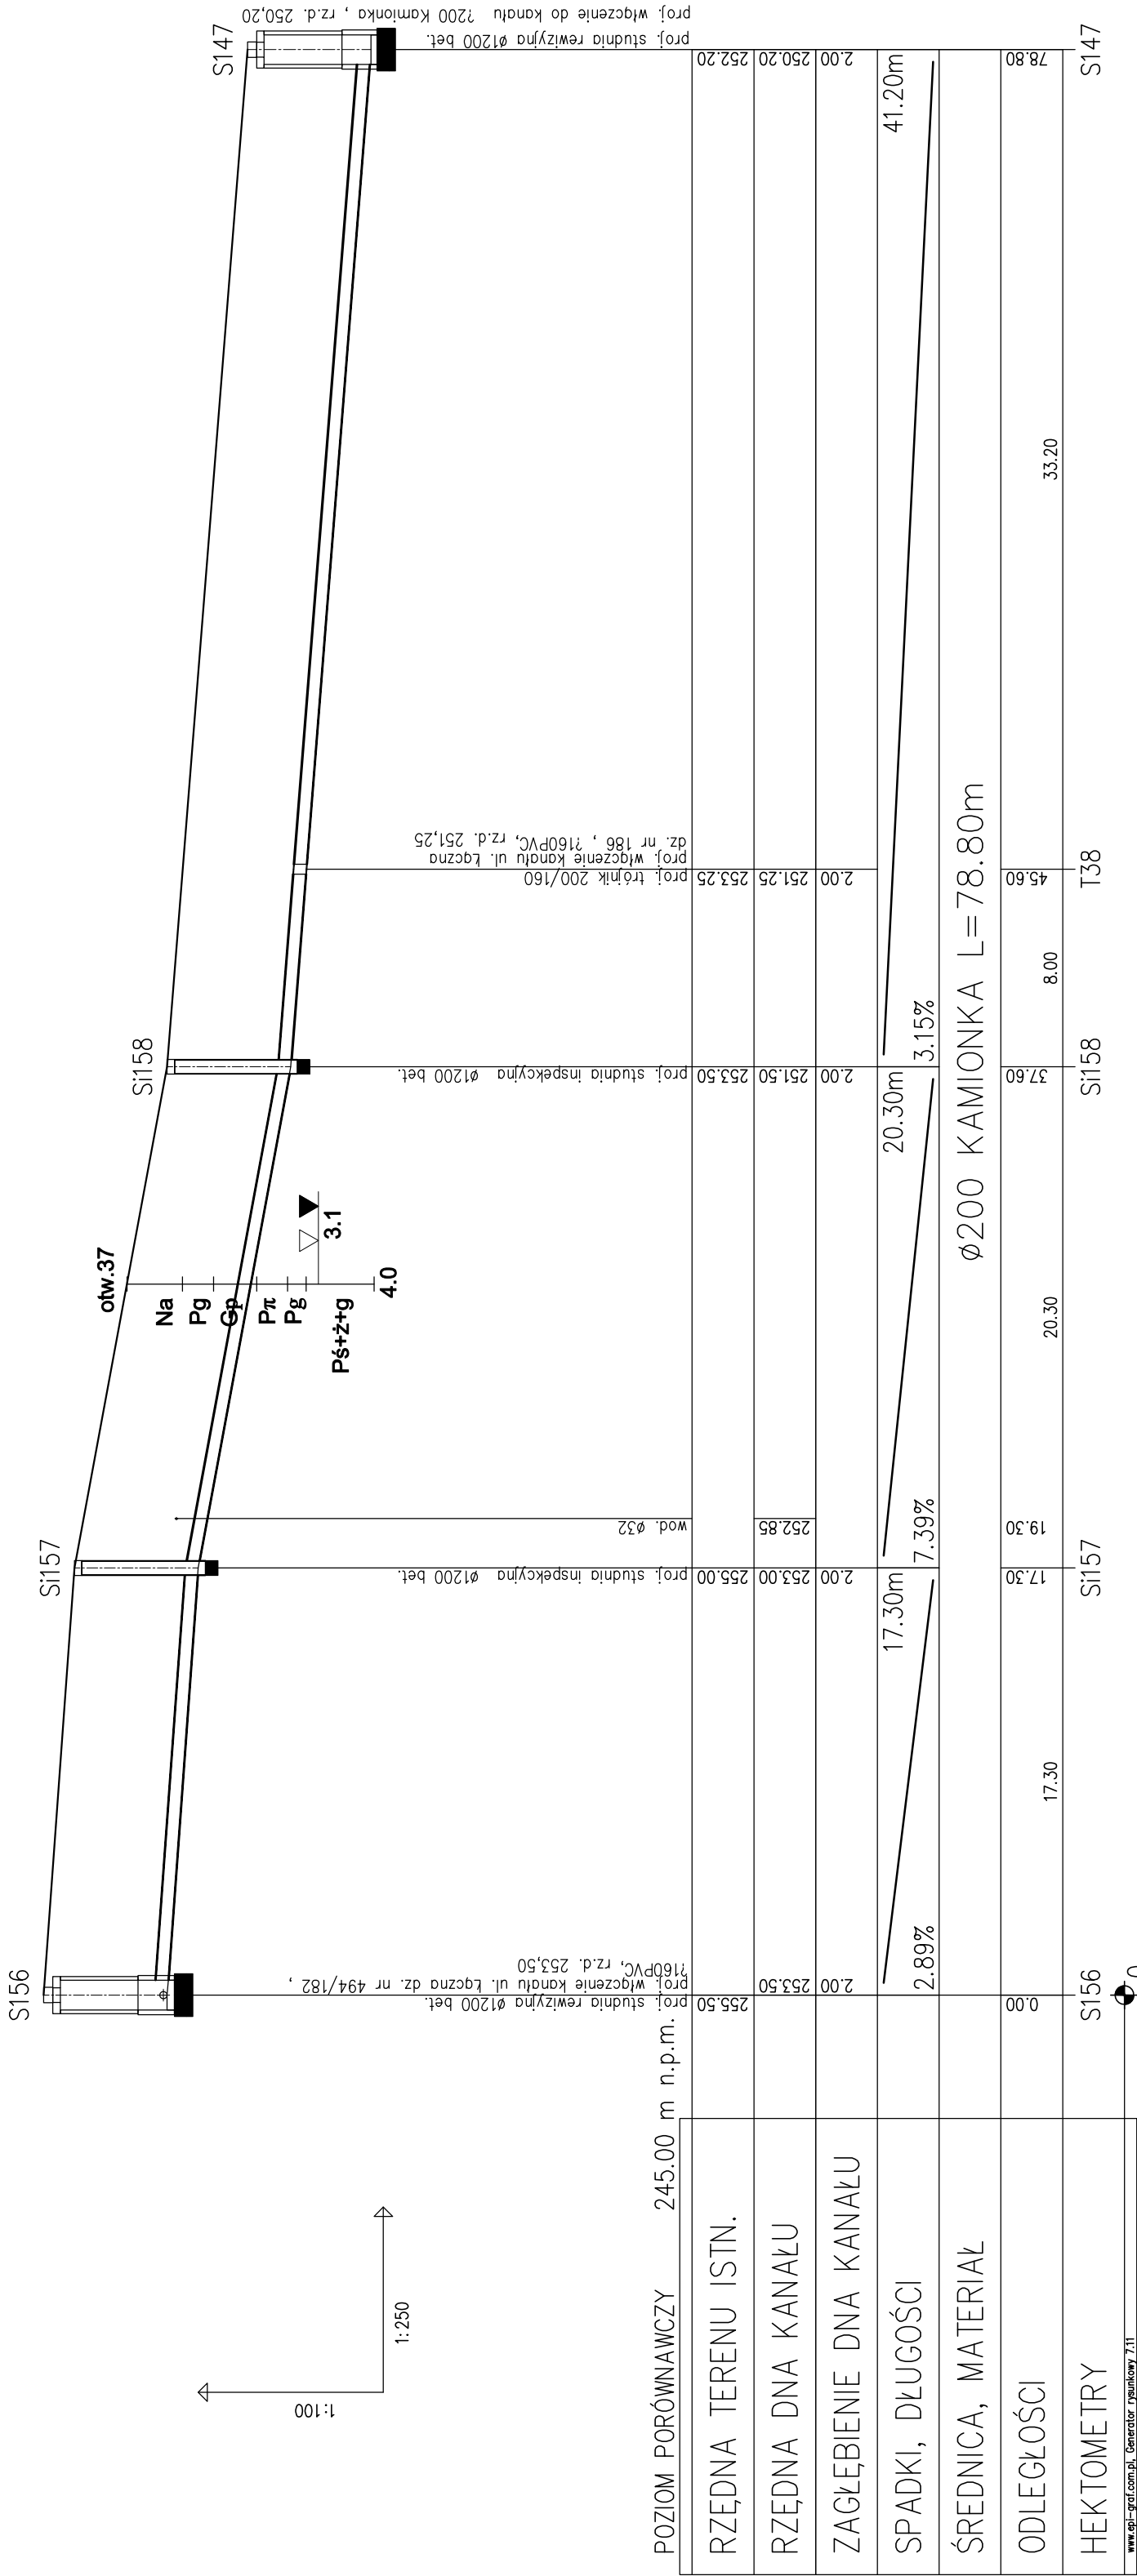 S156
Si157
Si158
S147
otw.37
Na
Pg
Gp
Pπ
Pg
Pś+ż+g
3.1
4.0
1:100
1:250
proj. studnia rewizyjna ø1200 bet.
proj. włączenie kanału ul. Łączna dz. nr 494/182 ,
?160PVC, rz.d. 253,50
proj. studnia inspekcyjna ø1200 bet.
wod. ø32
proj. studnia inspekcyjna ø1200 bet.
proj. trójnik 200/160
proj. włączenie kanału ul. Łączna
dz. nr 186 , ?160PVC, rz.d. 251,25
proj. studnia rewizyjna ø1200 bet.
proj. włączenie do kanału ?200 Kamionka , rz.d. 250,20
POZIOM PORÓWNAWCZY 245.00 m n.p.m.
RZĘDNA TERENU ISTN. 255.50 255.00 253.50 253.25 252.20
RZĘDNA DNA KANAŁU 253.50 253.00 252.85 251.50 251.25 250.20
ZAGŁĘBIENIE DNA KANAŁU 2.00 2.00 2.00 2.00 2.00
SPADKI, DŁUGOŚCI 2.89% 17.30m 7.39% 20.30m 3.15% 41.20m
ŚREDNICA, MATERIAŁ ø200 KAMIONKA L=78.80m
ODLEGŁOŚCI 0.00 17.30 19.30 37.60 45.60 78.80
17.30 20.30 8.00 33.20
HEKTOMETRY S156 Si157 Si158 T38 S147
0
www.epi-graf.com.pl, Generator rysunkowy 7.11